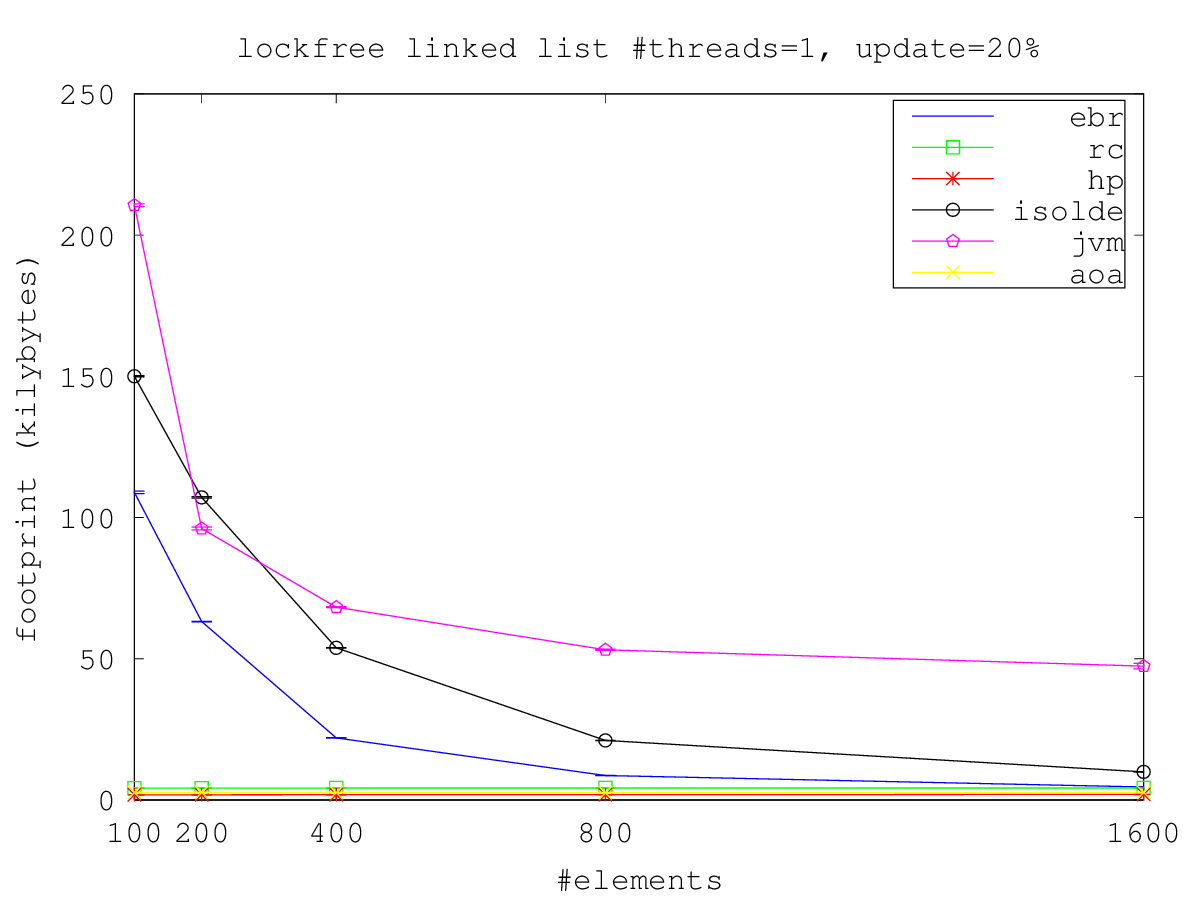 lockfree linked list #threads=1, update=20%
250
200
150
100
50
0
footprint (kilybytes)
ebr
rc
hp
isolde
jvm
aoa
100 200 400 800 1600
#elements